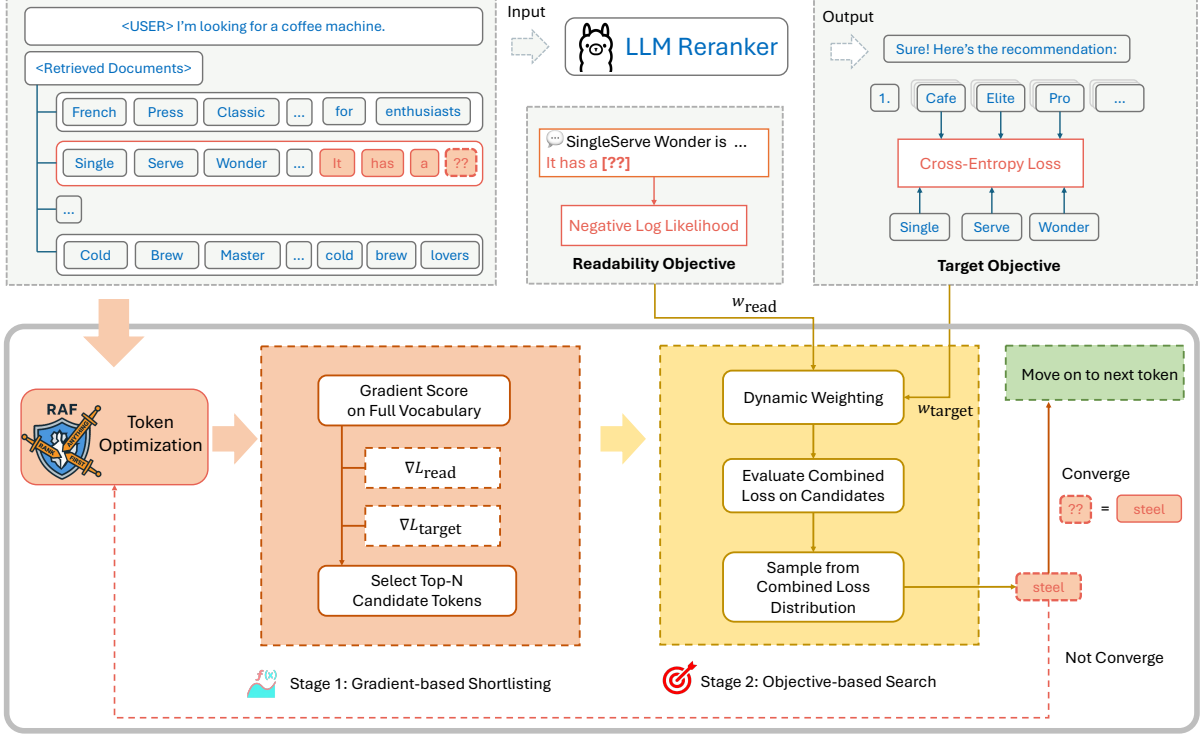 <USER> I'm looking for a coffee machine.
<Retrieved Documents>
French Press Classic ... for enthusiasts
Single Serve Wonder ... It has a ??
...
Cold Brew Master ... cold brew lovers
Input
LLM Reranker
SingleServe Wonder is ...
It has a [??]
Negative Log Likelihood
Readability Objective
Output
Sure! Here's the recommendation:
1. Cafe Elite Pro ...
Cross-Entropy Loss
Single Serve Wonder
Target Objective
w_read
w_target
RAF
RANK
ANYTHING
FIRST
Token
Optimization
Gradient Score
on Full Vocabulary
∇L_read
∇L_target
Select Top-N
Candidate Tokens
f(x)
Stage 1: Gradient-based Shortlisting
Dynamic Weighting
Evaluate Combined
Loss on Candidates
Sample from
Combined Loss
Distribution
Stage 2: Objective-based Search
Move on to next token
Converge
?? = steel
steel
Not Converge